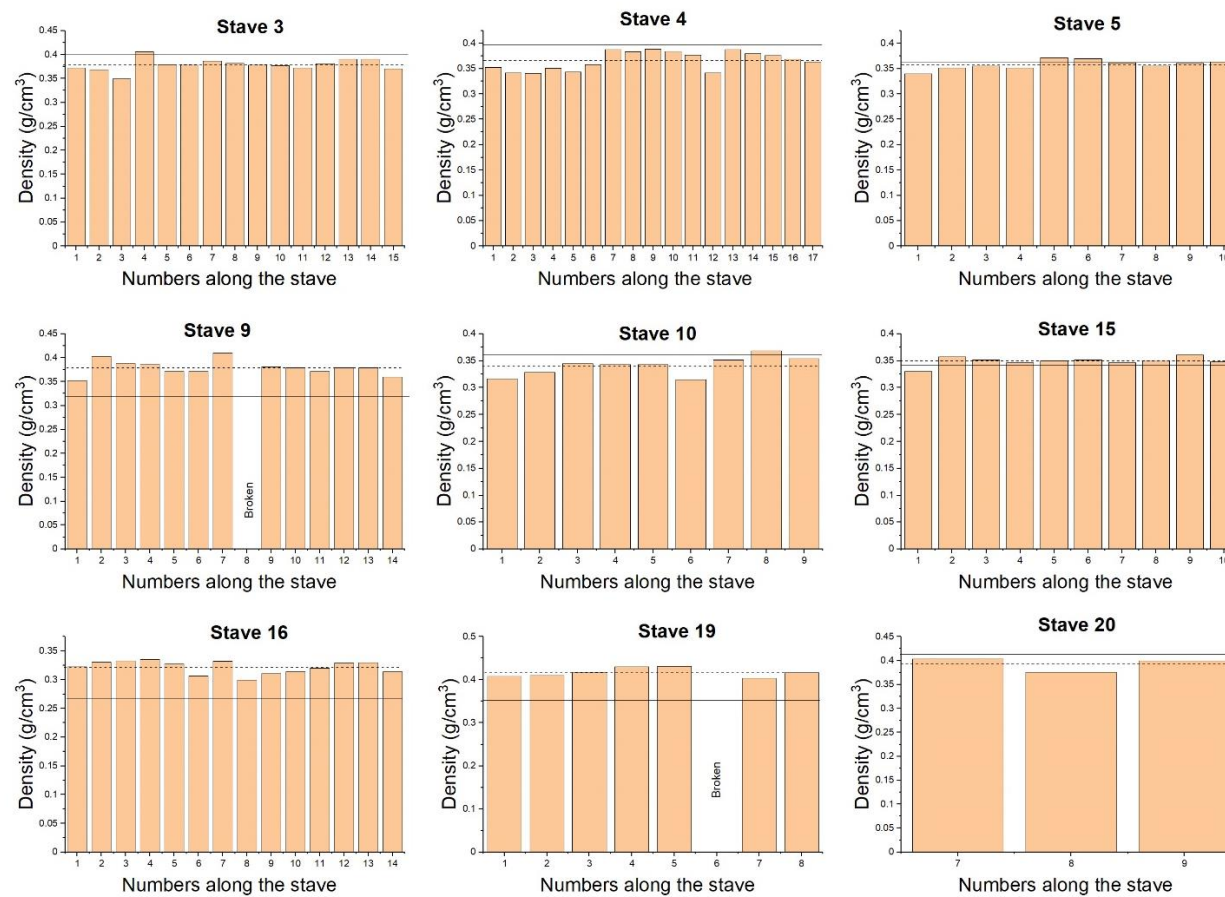 Stave 3
0.45
0.4
0.35
0.3
0.25
0.2
0.15
0.1
0.05
0
Density (g/cm³)
1 2 3 4 5 6 7 8 9 10 11 12 13 14 15
Numbers along the stave
Stave 4
0.4
0.35
0.3
0.25
0.2
0.15
0.1
0.05
0
Density (g/cm³)
1 2 3 4 5 6 7 8 9 10 11 12 13 14 15 16 17
Numbers along the stave
Stave 5
0.4
0.35
0.3
0.25
0.2
0.15
0.1
0.05
0
Density (g/cm³)
1 2 3 4 5 6 7 8 9 10
Numbers along the stave
Stave 9
0.45
0.4
0.35
0.3
0.25
0.2
0.15
0.1
0.05
0
Density (g/cm³)
Broken
1 2 3 4 5 6 7 8 9 10 11 12 13 14
Numbers along the stave
Stave 10
0.4
0.35
0.3
0.25
0.2
0.15
0.1
0.05
0
Density (g/cm³)
1 2 3 4 5 6 7 8 9
Numbers along the stave
Stave 15
0.4
0.35
0.3
0.25
0.2
0.15
0.1
0.05
0
Density (g/cm³)
1 2 3 4 5 6 7 8 9 10
Numbers along the stave
Stave 16
0.35
0.3
0.25
0.2
0.15
0.1
0.05
0
Density (g/cm³)
1 2 3 4 5 6 7 8 9 10 11 12 13 14
Numbers along the stave
Stave 19
0.5
0.4
0.3
0.2
0.1
0
Density (g/cm³)
Broken
1 2 3 4 5 6 7 8
Numbers along the stave
Stave 20
0.45
0.4
0.35
0.3
0.25
0.2
0.15
0.1
0.05
0
Density (g/cm³)
7 8 9
Numbers along the stave